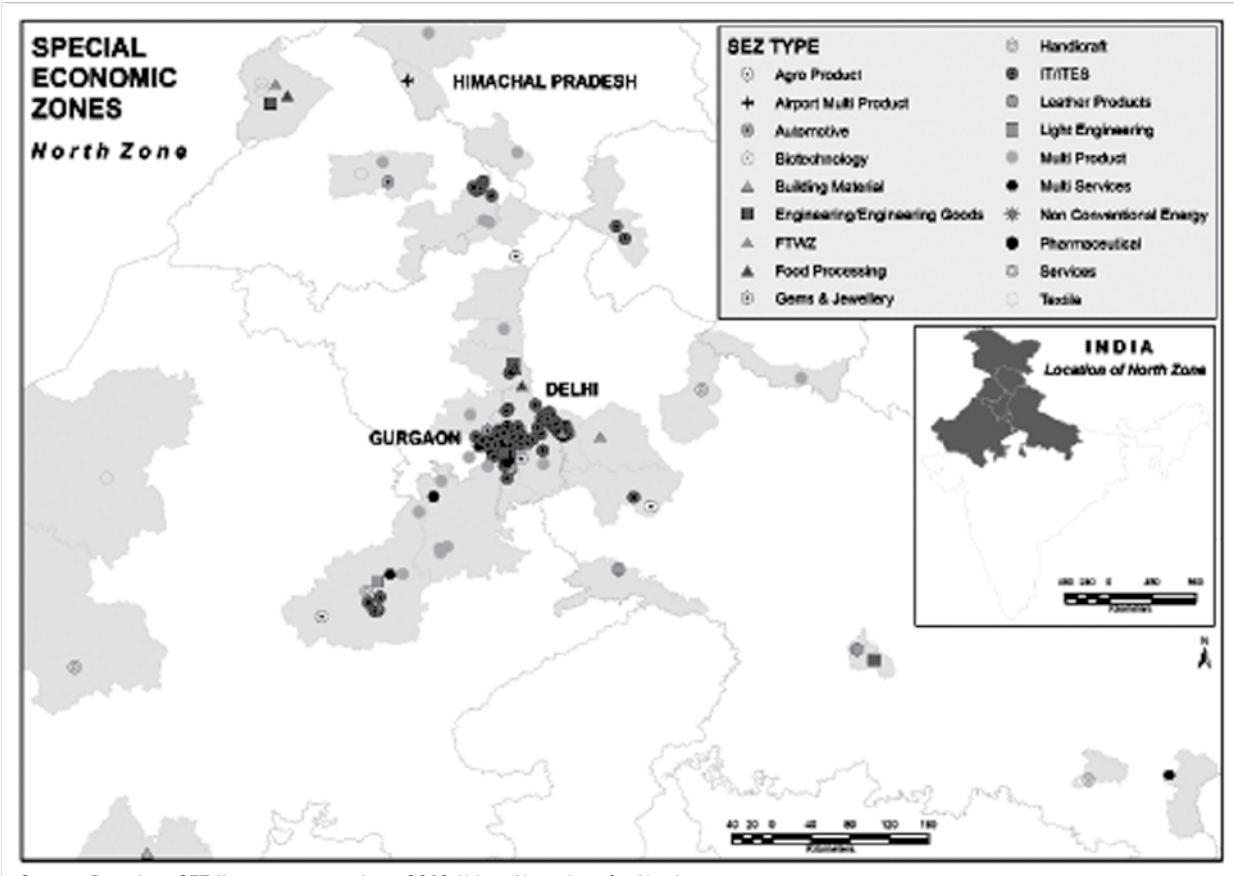 SPECIAL
ECONOMIC
ZONES
North Zone
HIMACHAL PRADESH
DELHI
GURGAON
SEZ TYPE
Agro Product
Airport Multi Product
Automotive
Biotechnology
Building Material
Engineering/Engineering Goods
FTWZ
Food Processing
Gems & Jewellery
Handicraft
IT/ITES
Leather Products
Light Engineering
Multi Product
Multi Services
Non Conventional Energy
Pharmaceutical
Services
Textile
INDIA
Location of North Zone
Kilometers
N
40 20 0 40 80 120 160
Kilometers